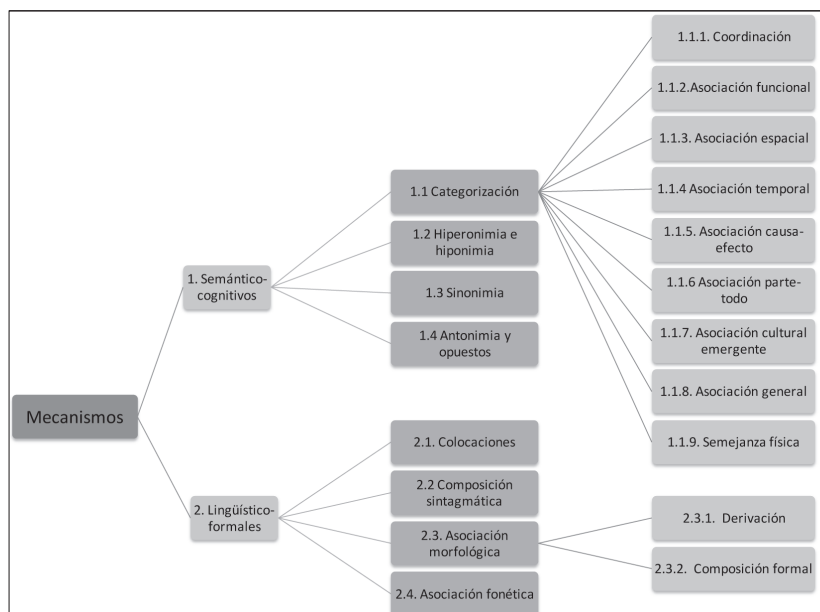 Mecanismos
1. Semántico-
cognitivos
1.1 Categorización
1.1.1. Coordinación
1.1.2.Asociación funcional
1.1.3. Asociación espacial
1.1.4 Asociación temporal
1.1.5. Asociación causa-
efecto
1.1.6 Asociación parte-
todo
1.1.7. Asociación cultural
emergente
1.1.8. Asociación general
1.1.9. Semejanza física
1.2 Hiperonimia e
hiponimia
1.3 Sinonimia
1.4 Antonimia y
opuestos
2. Lingüístico-
formales
2.1. Colocaciones
2.2 Composición
sintagmática
2.3. Asociación
morfológica
2.3.1. Derivación
2.3.2. Composición formal
2.4. Asociación fonética